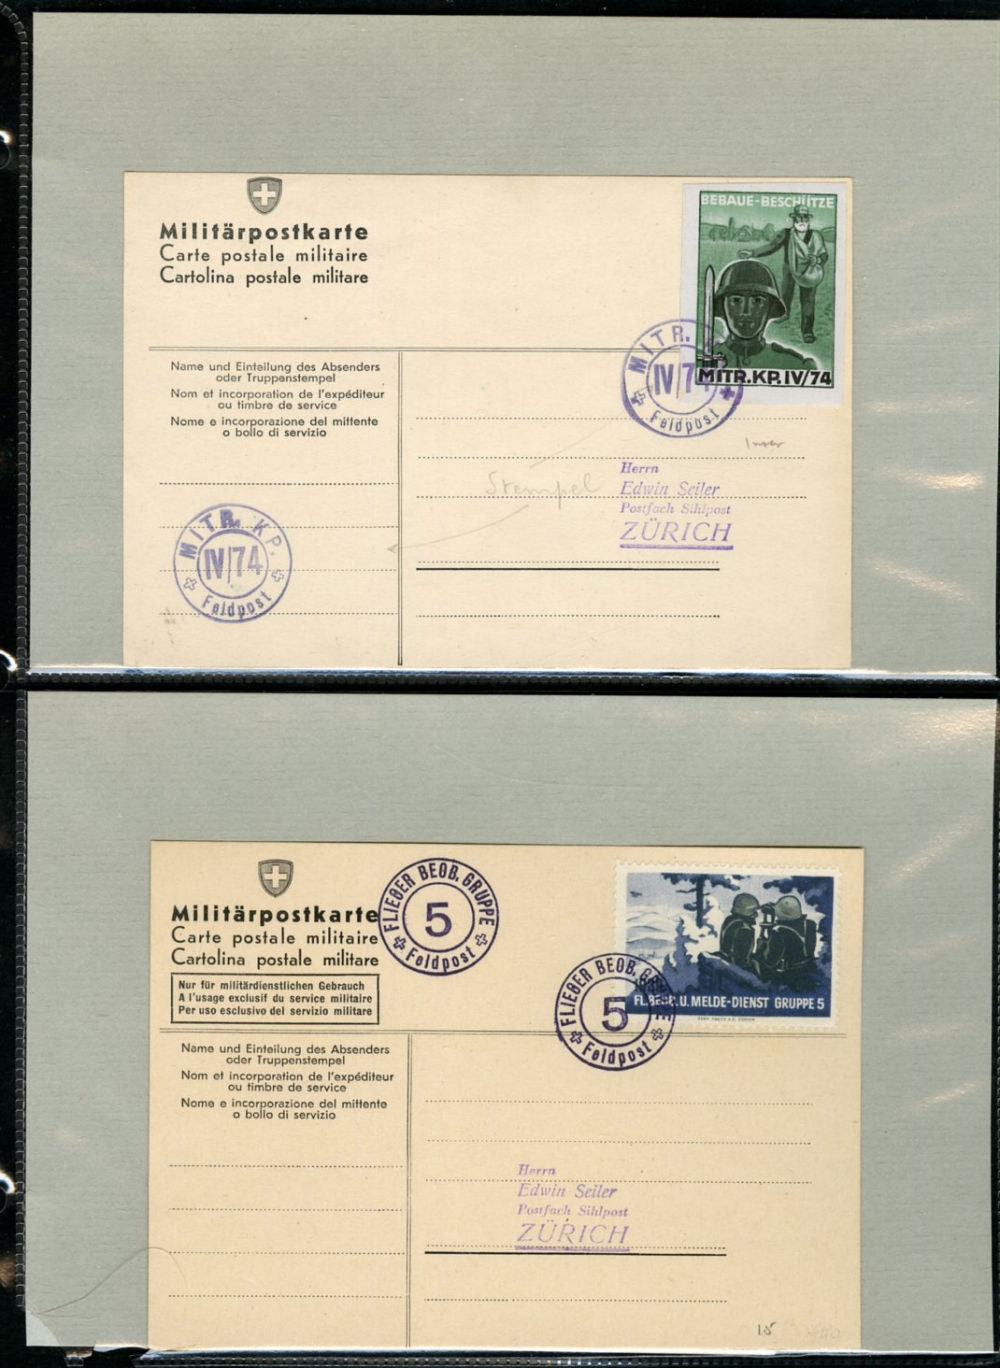 Militärpostkarte
Carte postale militaire
Cartolina postale militare
BEBAUE-BESCHÜTZE
MITR.KP.IV/74
MITR.
IV/74
Feldpost
Name und Einteilung des Absenders
oder Truppenstempel
Nom et incorporation de l'expéditeur
ou timbre de service
Nome e incorporazione del mittente
o bollo di servizio
Stempel
Herrn
Edwin Seiler
Postfach Sihlpost
ZÜRICH
MITR. KP.
IV/74
Feldpost
Militärpostkarte
Carte postale militaire
Cartolina postale militare
Nur für militärdienstlichen Gebrauch
A l'usage exclusif du service militaire
Per uso esclusivo del servizio militare
FLIEGER BEOB. GRUPPE
5
Feldpost
FL.BEOB.U.MELDE-DIENST GRUPPE 5
FLIEGER BEOB. GRUPPE
5
Feldpost
Name und Einteilung des Absenders
oder Truppenstempel
Nom et incorporation de l'expéditeur
ou timbre de service
Nome e incorporazione del mittente
o bollo di servizio
Herrn
Edwin Seiler
Postfach Sihlpost
ZÜRICH
15